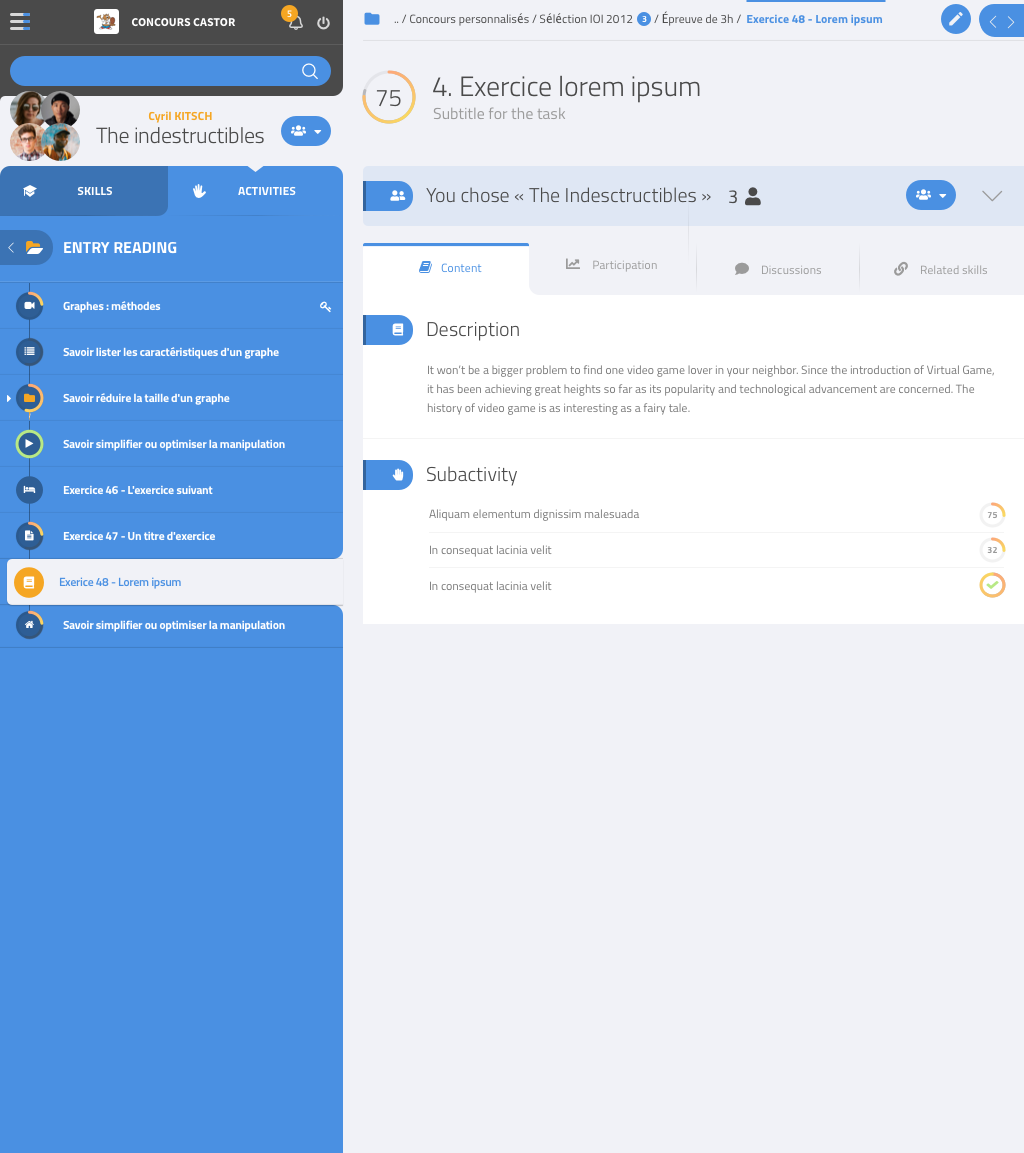 CONCOURS CASTOR
5
.. / Concours personnalisés / Séléction IOI 2012 3 / Épreuve de 3h / Exercice 48 - Lorem ipsum
Cyril KITSCH
The indestructibles
75
4. Exercice lorem ipsum
Subtitle for the task
SKILLS
ACTIVITIES
You chose « The Indesctructibles » 3
ENTRY READING
Content
Participation
Discussions
Related skills
Graphes : méthodes
Savoir lister les caractéristiques d'un graphe
Savoir réduire la taille d'un graphe
Savoir simplifier ou optimiser la manipulation
Exercice 46 - L'exercice suivant
Exercice 47 - Un titre d'exercice
Exerice 48 - Lorem ipsum
Savoir simplifier ou optimiser la manipulation
Description
It won't be a bigger problem to find one video game lover in your neighbor. Since the introduction of Virtual Game,
it has been achieving great heights so far as its popularity and technological advancement are concerned. The
history of video game is as interesting as a fairy tale.
Subactivity
Aliquam elementum dignissim malesuada
75
In consequat lacinia velit
32
In consequat lacinia velit